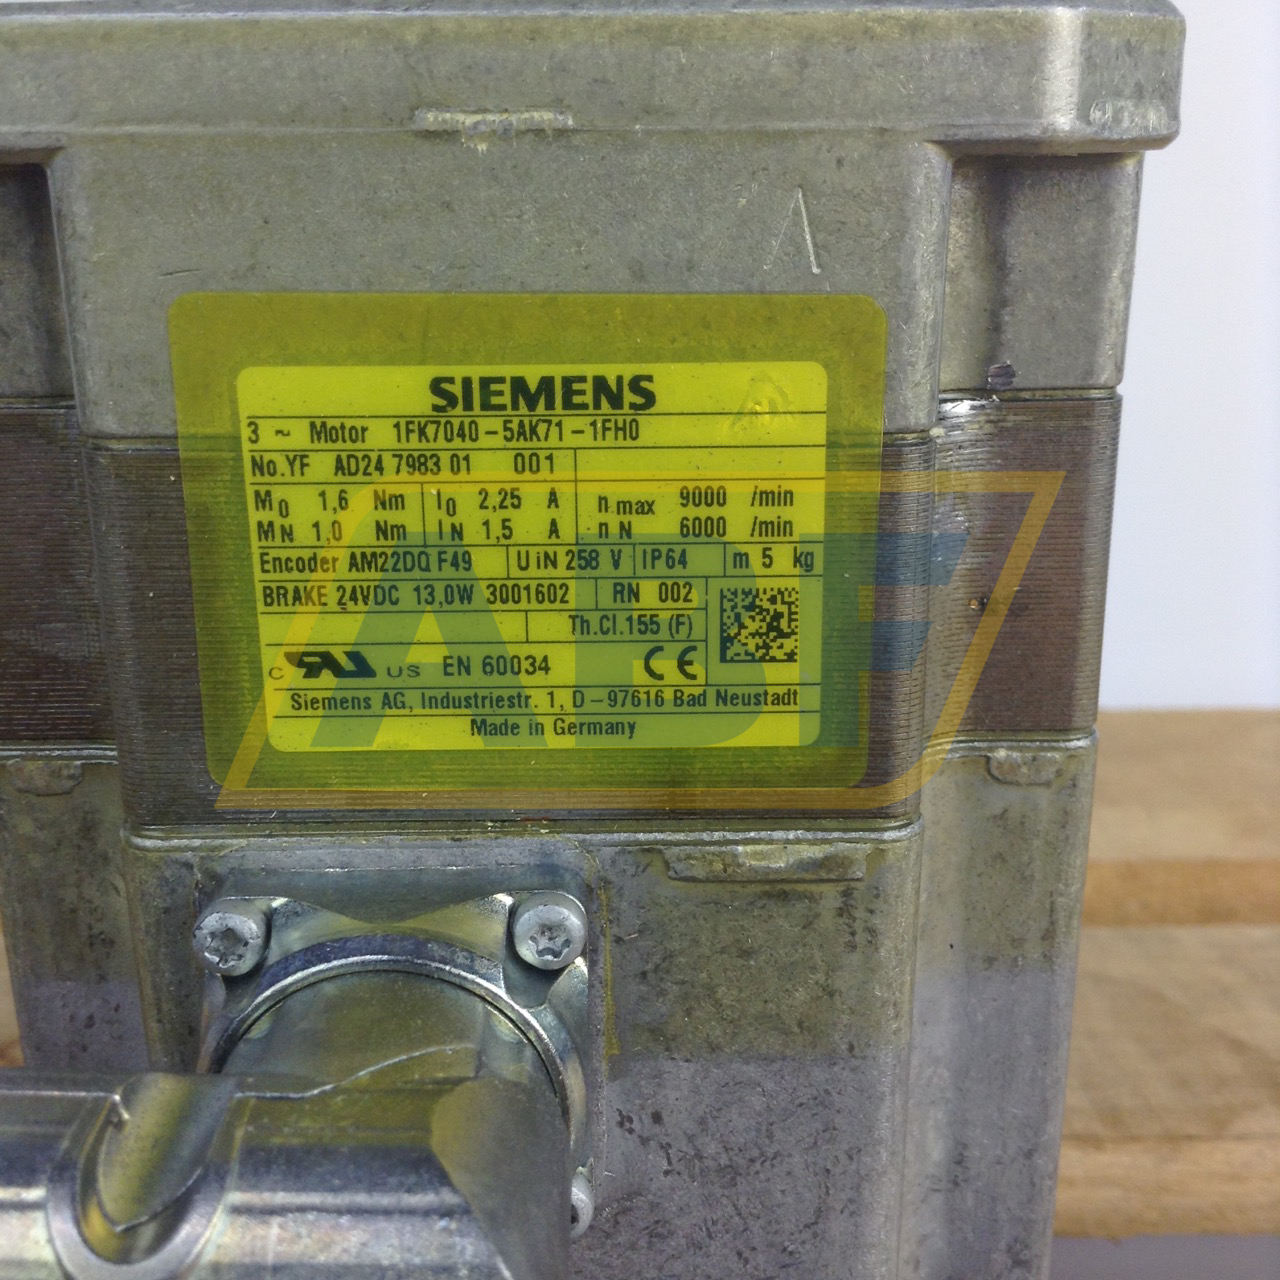 SIEMENS
3 ~ Motor 1FK7040-5AK71-1FH0
No.YF AD24 7983 01 001
M0 1,6 Nm I0 2,25 A n max 9000 /min
MN 1,0 Nm IN 1,5 A n N 6000 /min
Encoder AM22DQ F49 UiN 258 V IP64 m 5 kg
BRAKE 24VDC 13,0W 3001602 RN 002
Th.Cl.155 (F)
C RU US EN 60034 CE
Siemens AG, Industriestr. 1, D-97616 Bad Neustadt
Made in Germany
ABF